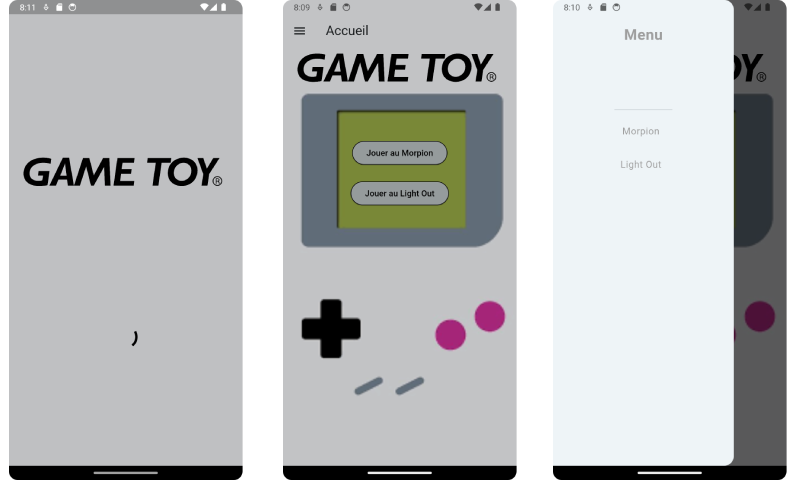 8:11
GAME TOY®
8:09
Accueil
GAME TOY®
Jouer au Morpion
Jouer au Light Out
8:10
Menu
Morpion
Light Out
OY®